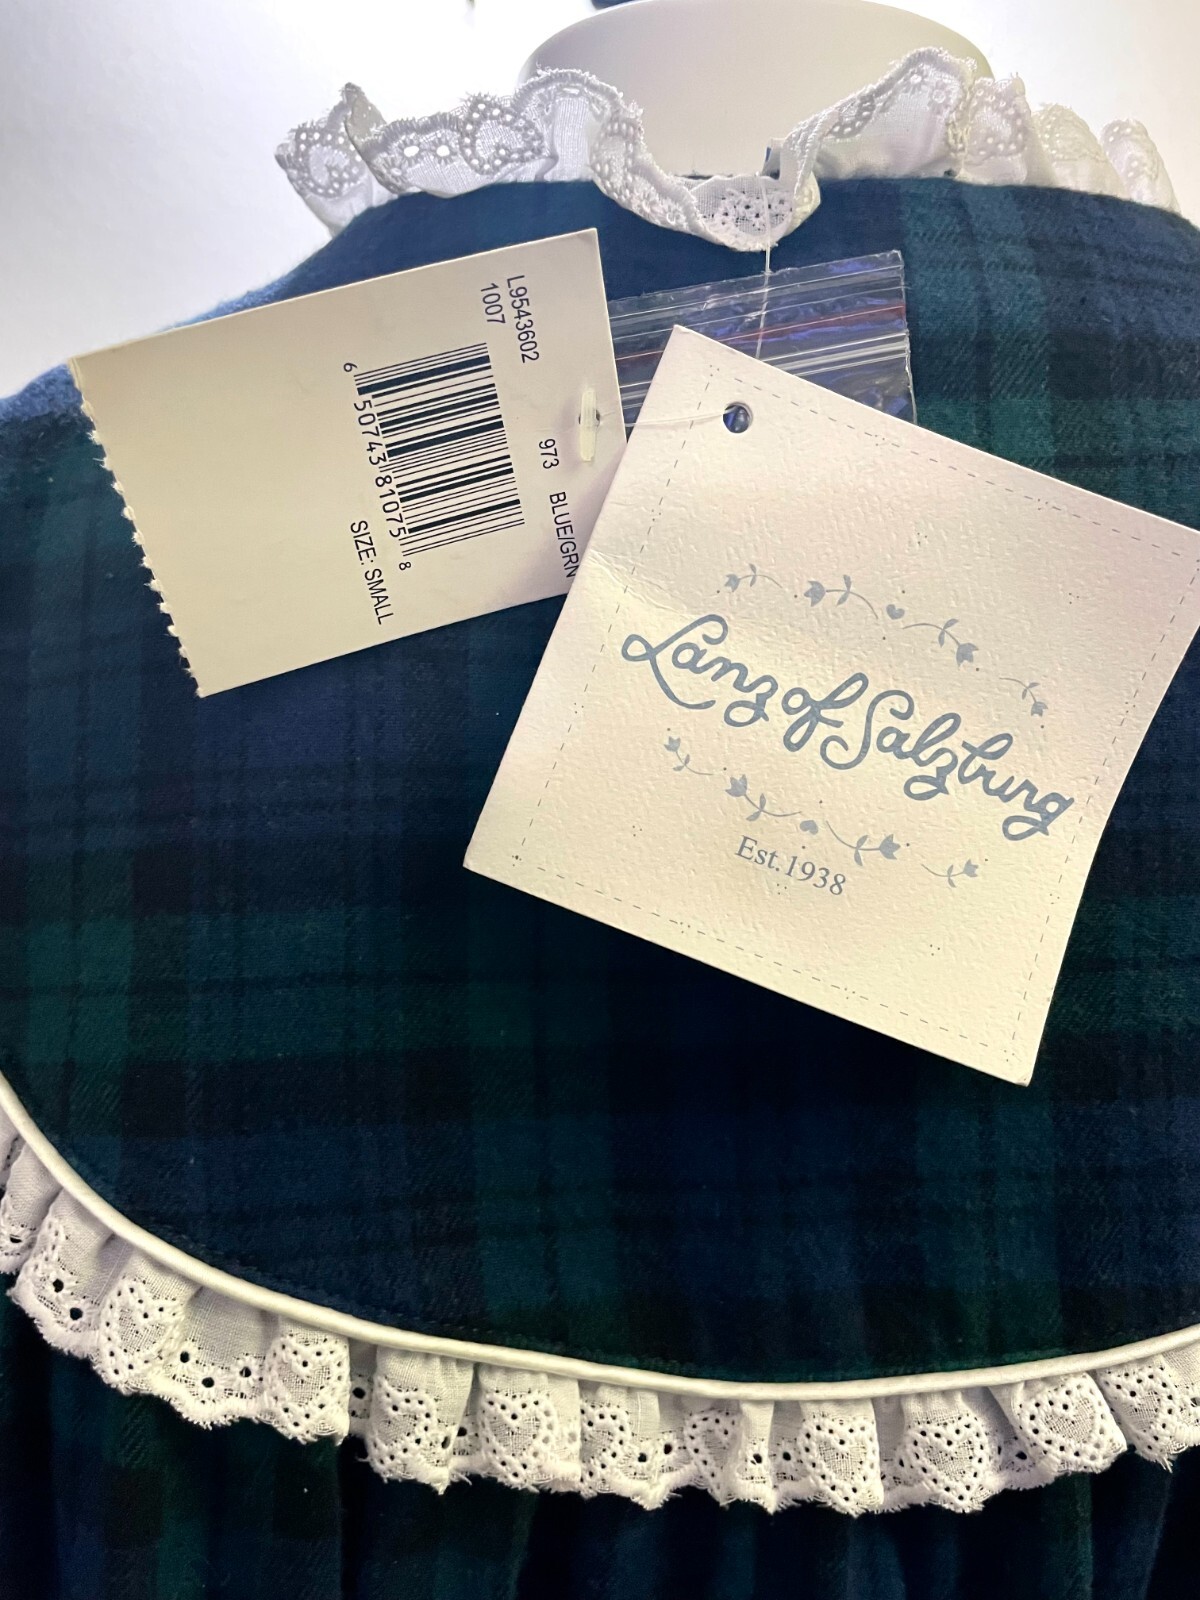 L9543602
1007
973 BLUE/GRN
6 50743 81075 8
SIZE: SMALL
Lanz of Salzburg
Est.1938